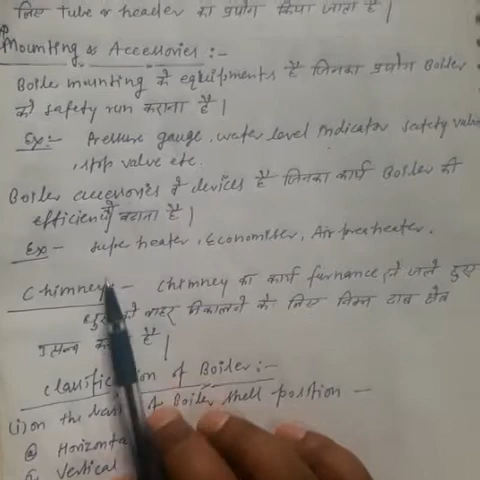 लिए tube or header का प्रयोग किया जाता है |
Mounting & Accessories :-
Boiler mounting वे equipments है जिनका प्रयोग Boiler
को safety run कराना है |
Ex:- Pressure gauge, water level indicator safety valve
, stop valve etc.
Boiler accessories वे devices है जिनका कार्य Boiler की
efficiency बढाना है |
Ex - super heater, Economiser, Air preheater.
Chimney - chimney का कार्य furnance से जले हुए
को बाहर निकालने के लिए निम्न दाब क्षेत्र
उत्पन्न है |
Classification of Boiler :-
(i) on the basis of Boiler shell position -
@ Horizonta
Vertical